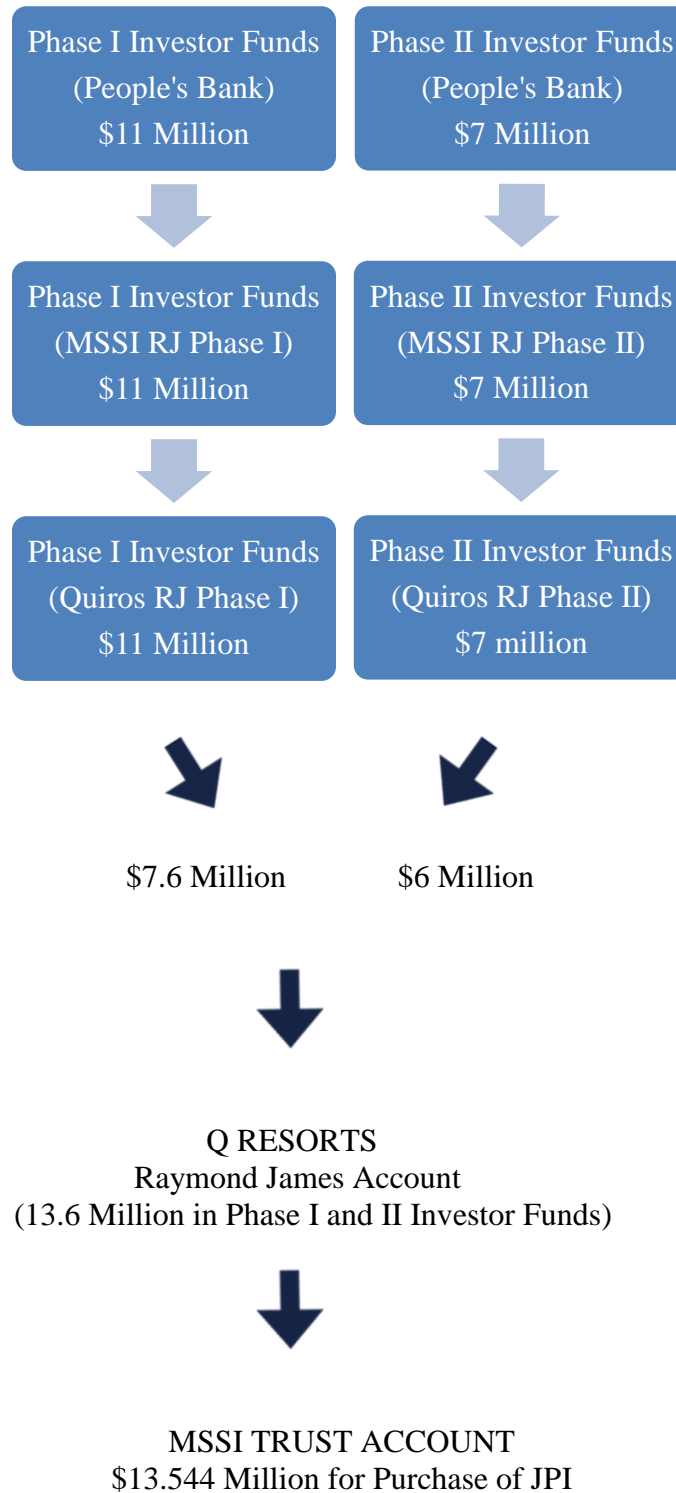 Phase I Investor Funds
(People's Bank)
$11 Million
Phase II Investor Funds
(People's Bank)
$7 Million
Phase I Investor Funds
(MSSI RJ Phase I)
$11 Million
Phase II Investor Funds
(MSSI RJ Phase II)
$7 Million
Phase I Investor Funds
(Quiros RJ Phase I)
$11 Million
Phase II Investor Funds
(Quiros RJ Phase II)
$7 million
$7.6 Million
$6 Million
Q RESORTS
Raymond James Account
(13.6 Million in Phase I and II Investor Funds)
MSSI TRUST ACCOUNT
$13.544 Million for Purchase of JPI